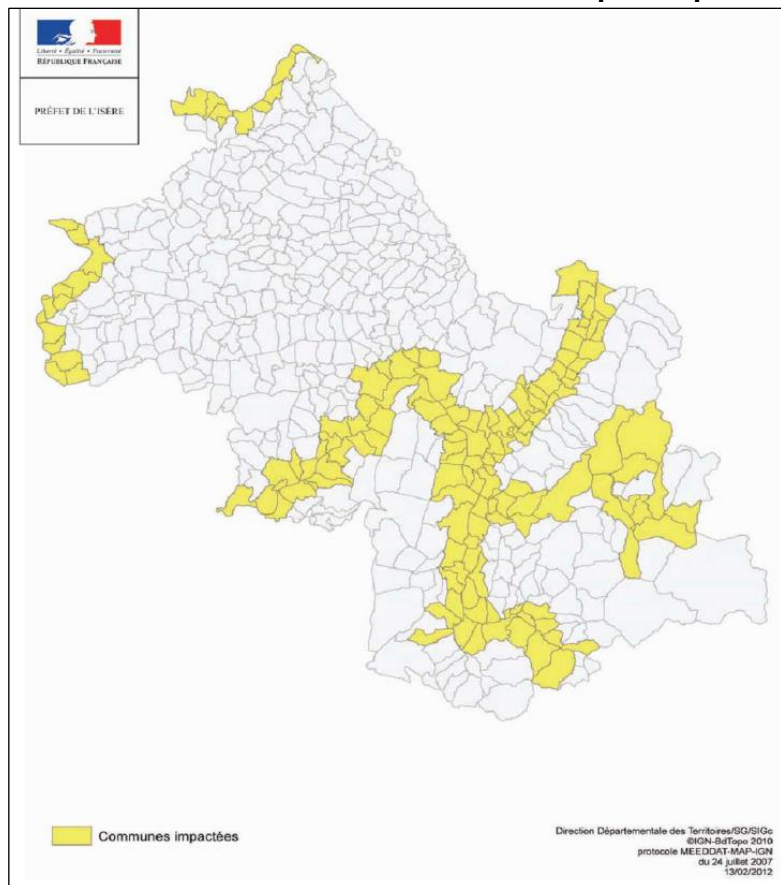 Liberté • Égalité • Fraternité
RÉPUBLIQUE FRANÇAISE
PRÉFET DE L'ISÈRE
Communes impactées
Direction Départementale des Territoires/SG/SIGc
©IGN-BdTopo 2010
protocole MEEDDAT-MAP-IGN
du 24 juillet 2007
13/02/2012